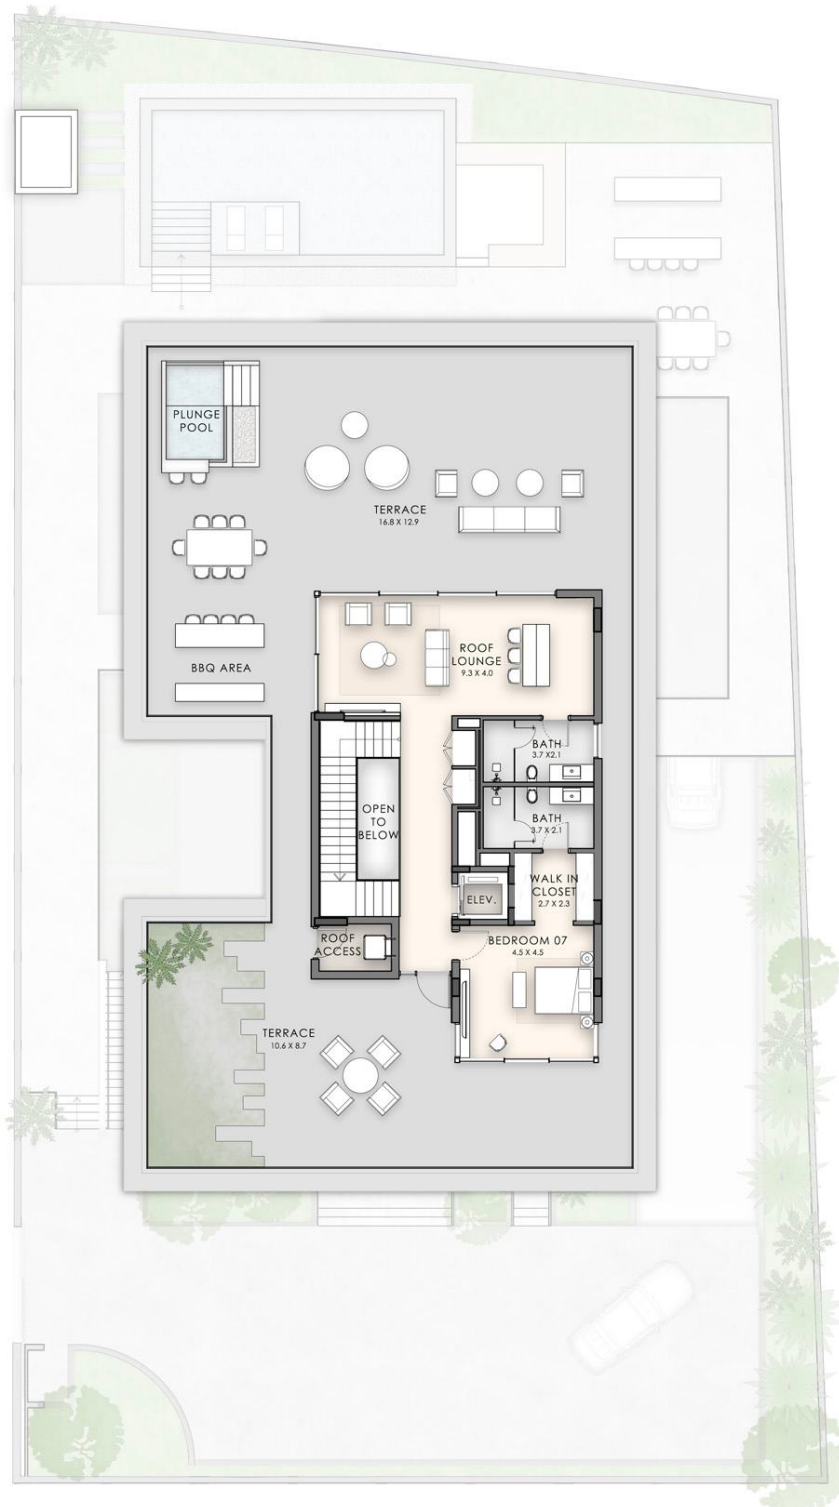 PLUNGE
POOL
TERRACE
16.8 X 12.9
BBQ AREA
ROOF
LOUNGE
9.3 X 4.0
BATH
3.7 X2.1
OPEN
TO
BELOW
BATH
3.7 X 2.1
WALK IN
CLOSET
2.7 X 2.3
ELEV.
ROOF
ACCESS
BEDROOM 07
4.5 X 4.5
TERRACE
10.6 X 8.7